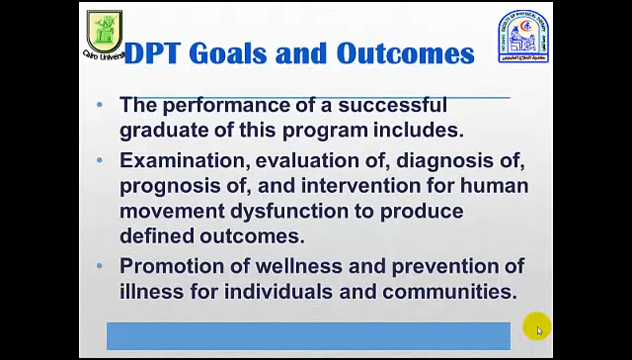 DPT Goals and Outcomes
Cairo University
• The performance of a successful
graduate of this program includes.
• Examination, evaluation of, diagnosis of,
prognosis of, and intervention for human
movement dysfunction to produce
defined outcomes.
• Promotion of wellness and prevention of
illness for individuals and communities.